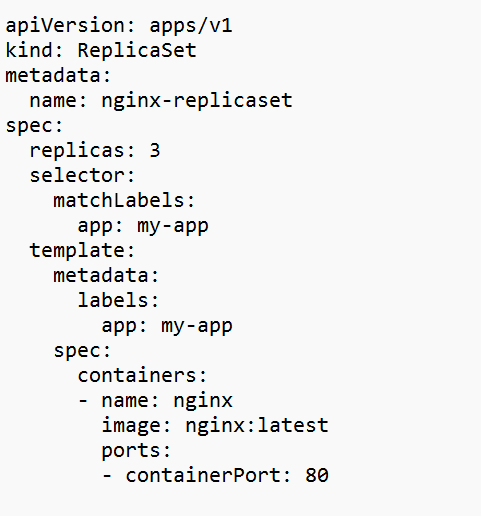 apiVersion: apps/v1
kind: ReplicaSet
metadata:
  name: nginx-replicaset
spec:
  replicas: 3
  selector:
    matchLabels:
      app: my-app
  template:
    metadata:
      labels:
        app: my-app
    spec:
      containers:
      - name: nginx
        image: nginx:latest
        ports:
        - containerPort: 80